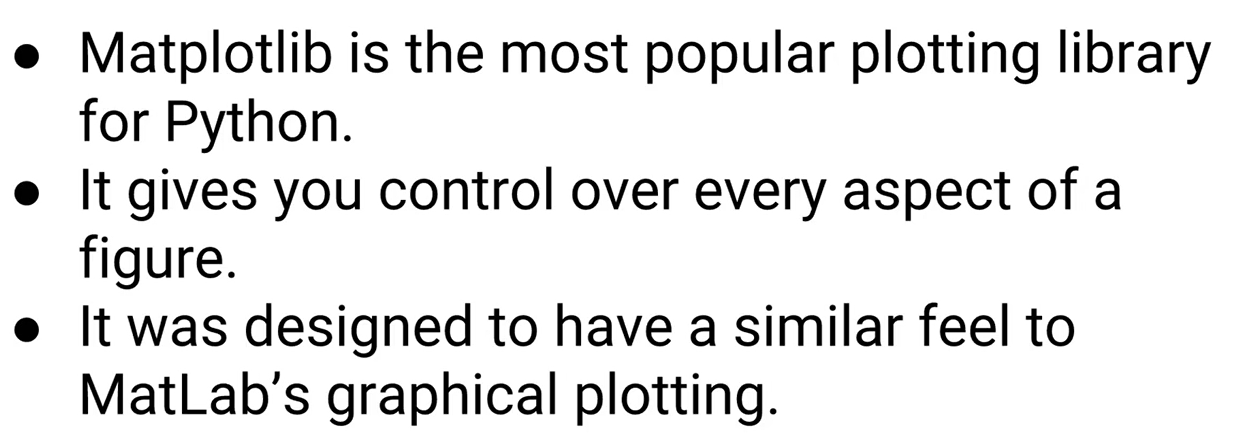 ● Matplotlib is the most popular plotting library
for Python.
● It gives you control over every aspect of a
figure.
● It was designed to have a similar feel to
MatLab’s graphical plotting.